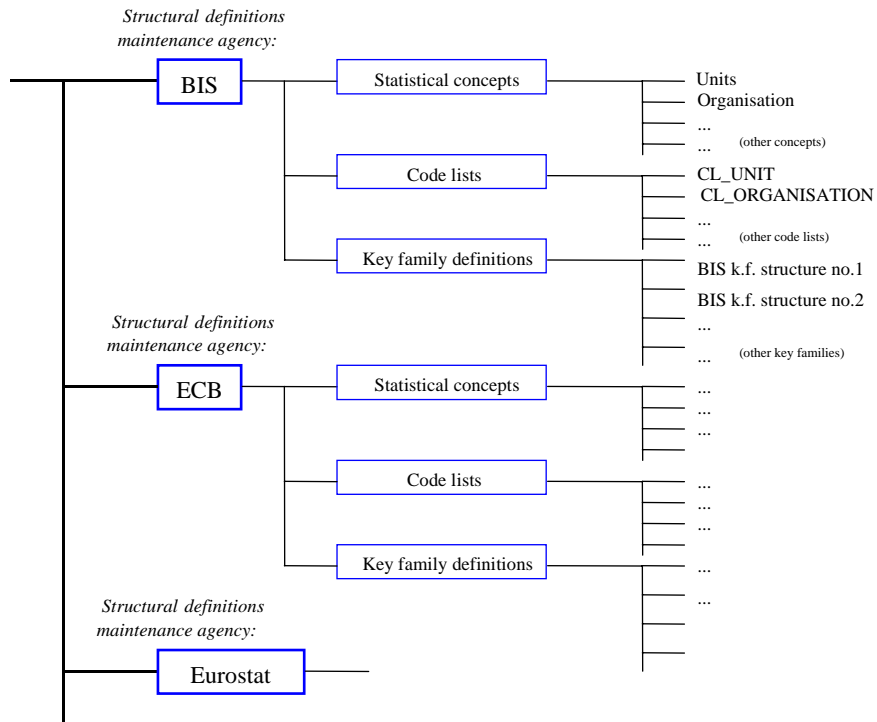 Structural definitions
maintenance agency:
BIS
Statistical concepts
Units
Organisation
...
... (other concepts)
Code lists
CL_UNIT
CL_ORGANISATION
...
... (other code lists)
Key family definitions
BIS k.f. structure no.1
BIS k.f. structure no.2
...
... (other key families)
Structural definitions
maintenance agency:
ECB
Statistical concepts
...
...
...
Code lists
...
...
...
Key family definitions
...
...
Structural definitions
maintenance agency:
Eurostat